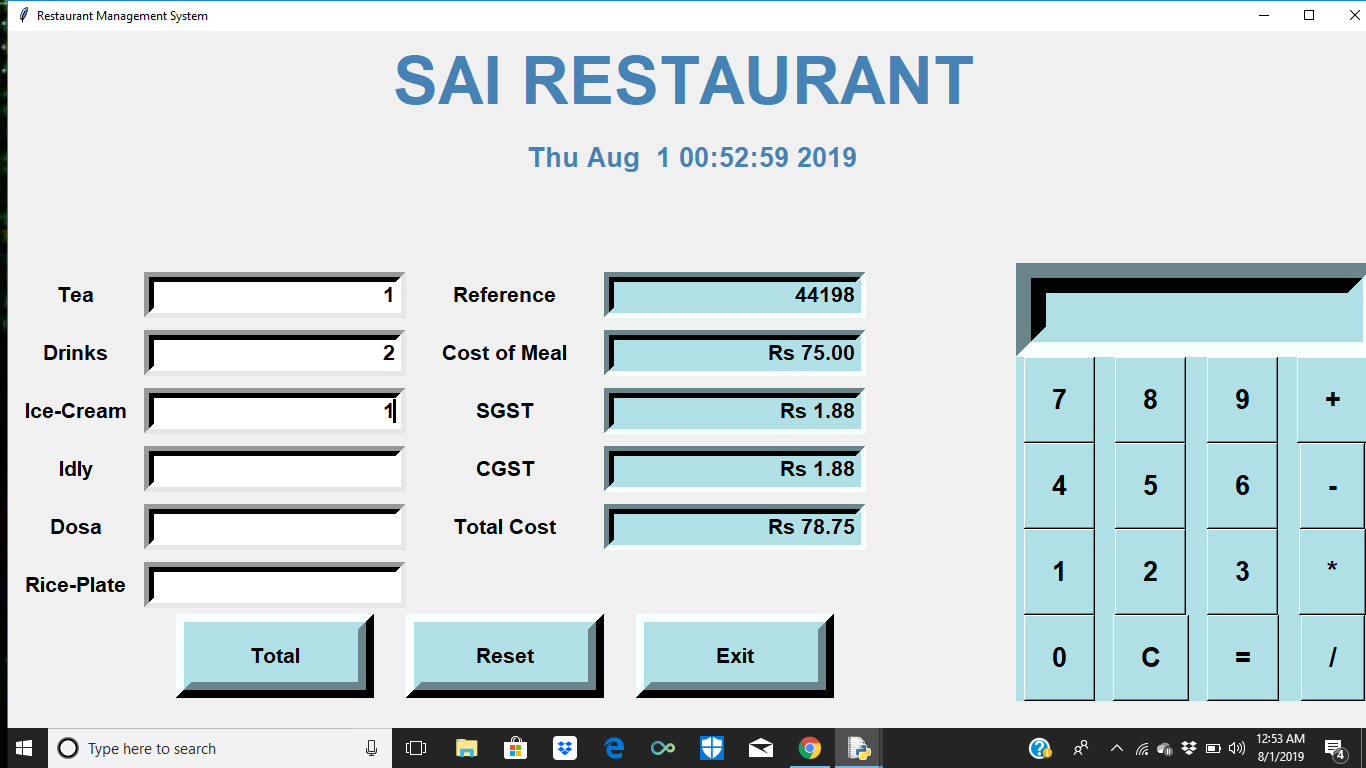 Restaurant Management System
SAI RESTAURANT
Thu Aug  1 00:52:59 2019
Tea 1 Reference 44198
Drinks 2 Cost of Meal Rs 75.00
Ice-Cream 1 SGST Rs 1.88
Idly CGST Rs 1.88
Dosa Total Cost Rs 78.75
Rice-Plate
Total Reset Exit
7 8 9 +
4 5 6 -
1 2 3 *
0 C = /
Type here to search
12:53 AM
8/1/2019
4